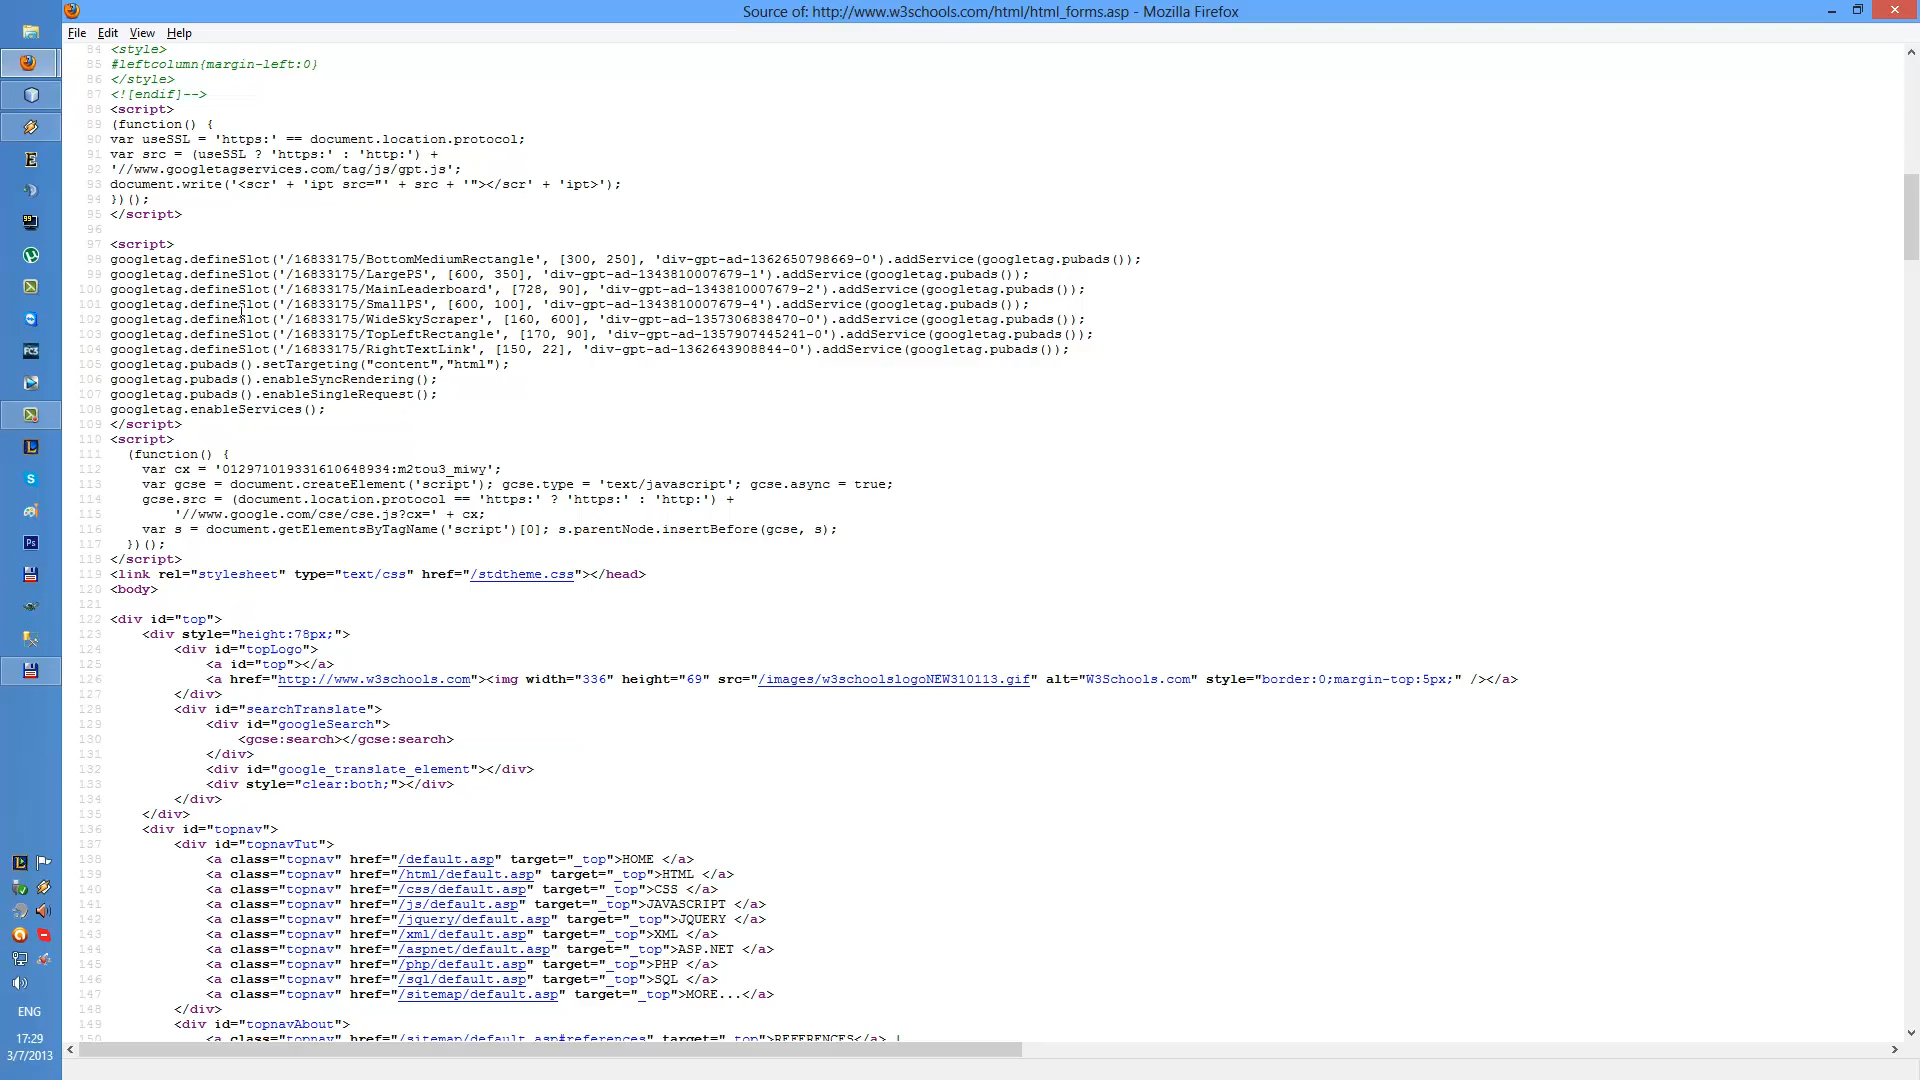 Source of: http://www.w3schools.com/html/html_forms.asp - Mozilla Firefox
File Edit View Help
84 <style>
85 #leftcolumn{margin-left:0}
86 </style>
87 <![endif]-->
88 <script>
89 (function() {
90 var useSSL = 'https:' == document.location.protocol;
91 var src = (useSSL ? 'https:' : 'http:') +
92 '//www.googletagservices.com/tag/js/gpt.js';
93 document.write('<scr' + 'ipt src="' + src + '"></scr' + 'ipt>');
94 })();
95 </script>
96
97 <script>
98 googletag.defineSlot('/16833175/BottomMediumRectangle', [300, 250], 'div-gpt-ad-1362650798669-0').addService(googletag.pubads());
99 googletag.defineSlot('/16833175/LargePS', [600, 350], 'div-gpt-ad-1343810007679-1').addService(googletag.pubads());
100 googletag.defineSlot('/16833175/MainLeaderboard', [728, 90], 'div-gpt-ad-1343810007679-2').addService(googletag.pubads());
101 googletag.defineSlot('/16833175/SmallPS', [600, 100], 'div-gpt-ad-1343810007679-4').addService(googletag.pubads());
102 googletag.defineSlot('/16833175/WideSkyScraper', [160, 600], 'div-gpt-ad-1357306838470-0').addService(googletag.pubads());
103 googletag.defineSlot('/16833175/TopLeftRectangle', [170, 90], 'div-gpt-ad-1357907445241-0').addService(googletag.pubads());
104 googletag.defineSlot('/16833175/RightTextLink', [150, 22], 'div-gpt-ad-1362643908844-0').addService(googletag.pubads());
105 googletag.pubads().setTargeting("content","html");
106 googletag.pubads().enableSyncRendering();
107 googletag.pubads().enableSingleRequest();
108 googletag.enableServices();
109 </script>
110 <script>
111 (function() {
112 var cx = '012971019331610648934:m2tou3_miwy';
113 var gcse = document.createElement('script'); gcse.type = 'text/javascript'; gcse.async = true;
114 gcse.src = (document.location.protocol == 'https:' ? 'https:' : 'http:') +
115 '//www.google.com/cse/cse.js?cx=' + cx;
116 var s = document.getElementsByTagName('script')[0]; s.parentNode.insertBefore(gcse, s);
117 })();
118 </script>
119 <link rel="stylesheet" type="text/css" href="/stdtheme.css"></head>
120 <body>
121
122 <div id="top">
123 <div style="height:78px;">
124 <div id="topLogo">
125 <a id="top"></a>
126 <a href="http://www.w3schools.com"><img width="336" height="69" src="/images/w3schoolslogoNEW310113.gif" alt="W3Schools.com" style="border:0;margin-top:5px;" /></a>
127 </div>
128 <div id="searchTranslate">
129 <div id="googleSearch">
130 <gcse:search></gcse:search>
131 </div>
132 <div id="google_translate_element"></div>
133 <div style="clear:both;"></div>
134 </div>
135 </div>
136 <div id="topnav">
137 <div id="topnavTut">
138 <a class="topnav" href="/default.asp" target="_top">HOME </a>
139 <a class="topnav" href="/html/default.asp" target="_top">HTML </a>
140 <a class="topnav" href="/css/default.asp" target="_top">CSS </a>
141 <a class="topnav" href="/js/default.asp" target="_top">JAVASCRIPT </a>
142 <a class="topnav" href="/jquery/default.asp" target="_top">JQUERY </a>
143 <a class="topnav" href="/xml/default.asp" target="_top">XML </a>
144 <a class="topnav" href="/aspnet/default.asp" target="_top">ASP.NET </a>
145 <a class="topnav" href="/php/default.asp" target="_top">PHP </a>
146 <a class="topnav" href="/sql/default.asp" target="_top">SQL </a>
147 <a class="topnav" href="/sitemap/default.asp" target="_top">MORE...</a>
148 </div>
149 <div id="topnavAbout">
150 <a class="topnav" href="/sitemap/default.asp#references" target="_top">REFERENCES</a> |
E
99
FC3
L
S
Ps
ENG
17:29
3/7/2013